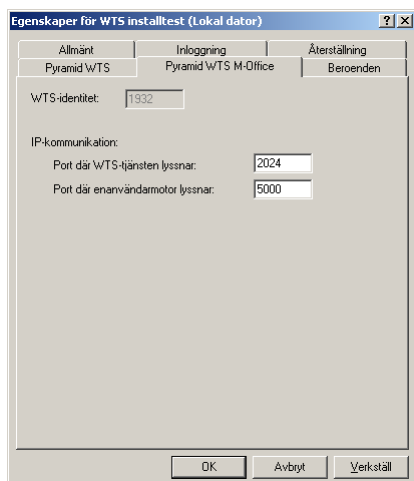 Egenskaper för WTS installtest (Lokal dator)
Allmänt Inloggning Återställning
Pyramid WTS Pyramid WTS M-Office Beroenden
WTS-identitet: 1932
IP-kommunikation:
Port där WTS-tjänsten lyssnar: 2024
Port där enanvändarmotor lyssnar: 5000
OK Avbryt Verkställ